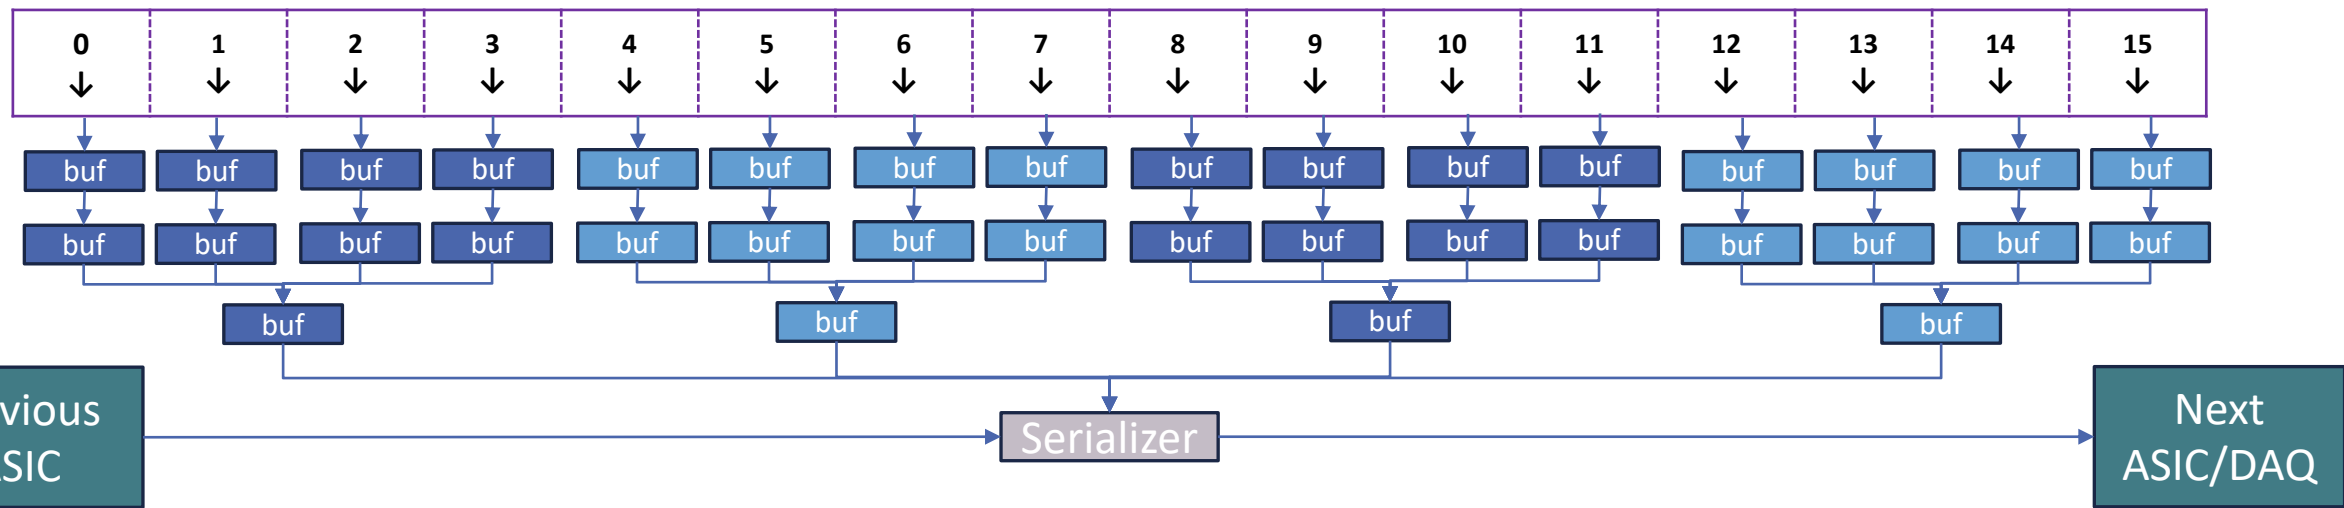 0 1 2 3 4 5 6 7 8 9 10 11 12 13 14 15
↓ ↓ ↓ ↓ ↓ ↓ ↓ ↓ ↓ ↓ ↓ ↓ ↓ ↓ ↓ ↓
buf buf buf buf buf buf buf buf buf buf buf buf buf buf buf buf
buf buf buf buf buf buf buf buf buf buf buf buf buf buf buf buf
buf buf buf buf
vious
SIC
Serializer
Next
ASIC/DAQ